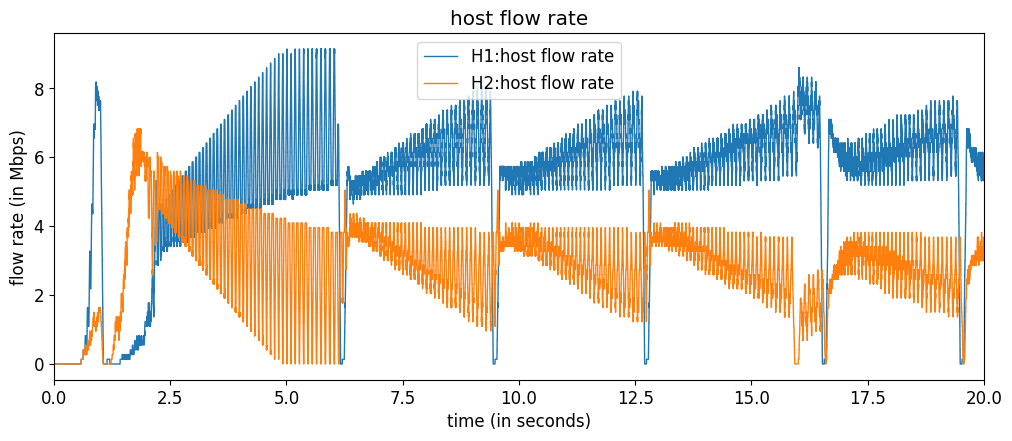 host flow rate
H1:host flow rate
H2:host flow rate
flow rate (in Mbps)
8
6
4
2
0
0.0 2.5 5.0 7.5 10.0 12.5 15.0 17.5 20.0
time (in seconds)